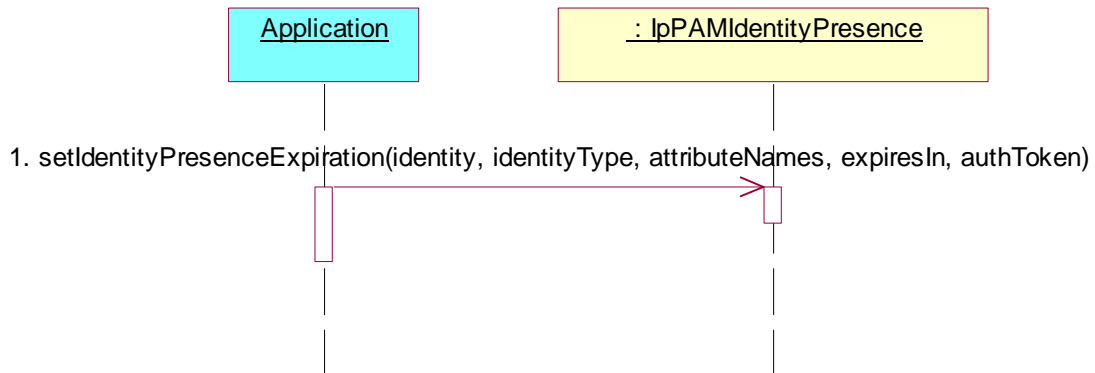 Application
: IpPAMIdentityPresence
1. setIdentityPresenceExpiration(identity, identityType, attributeNames, expiresIn, authToken)